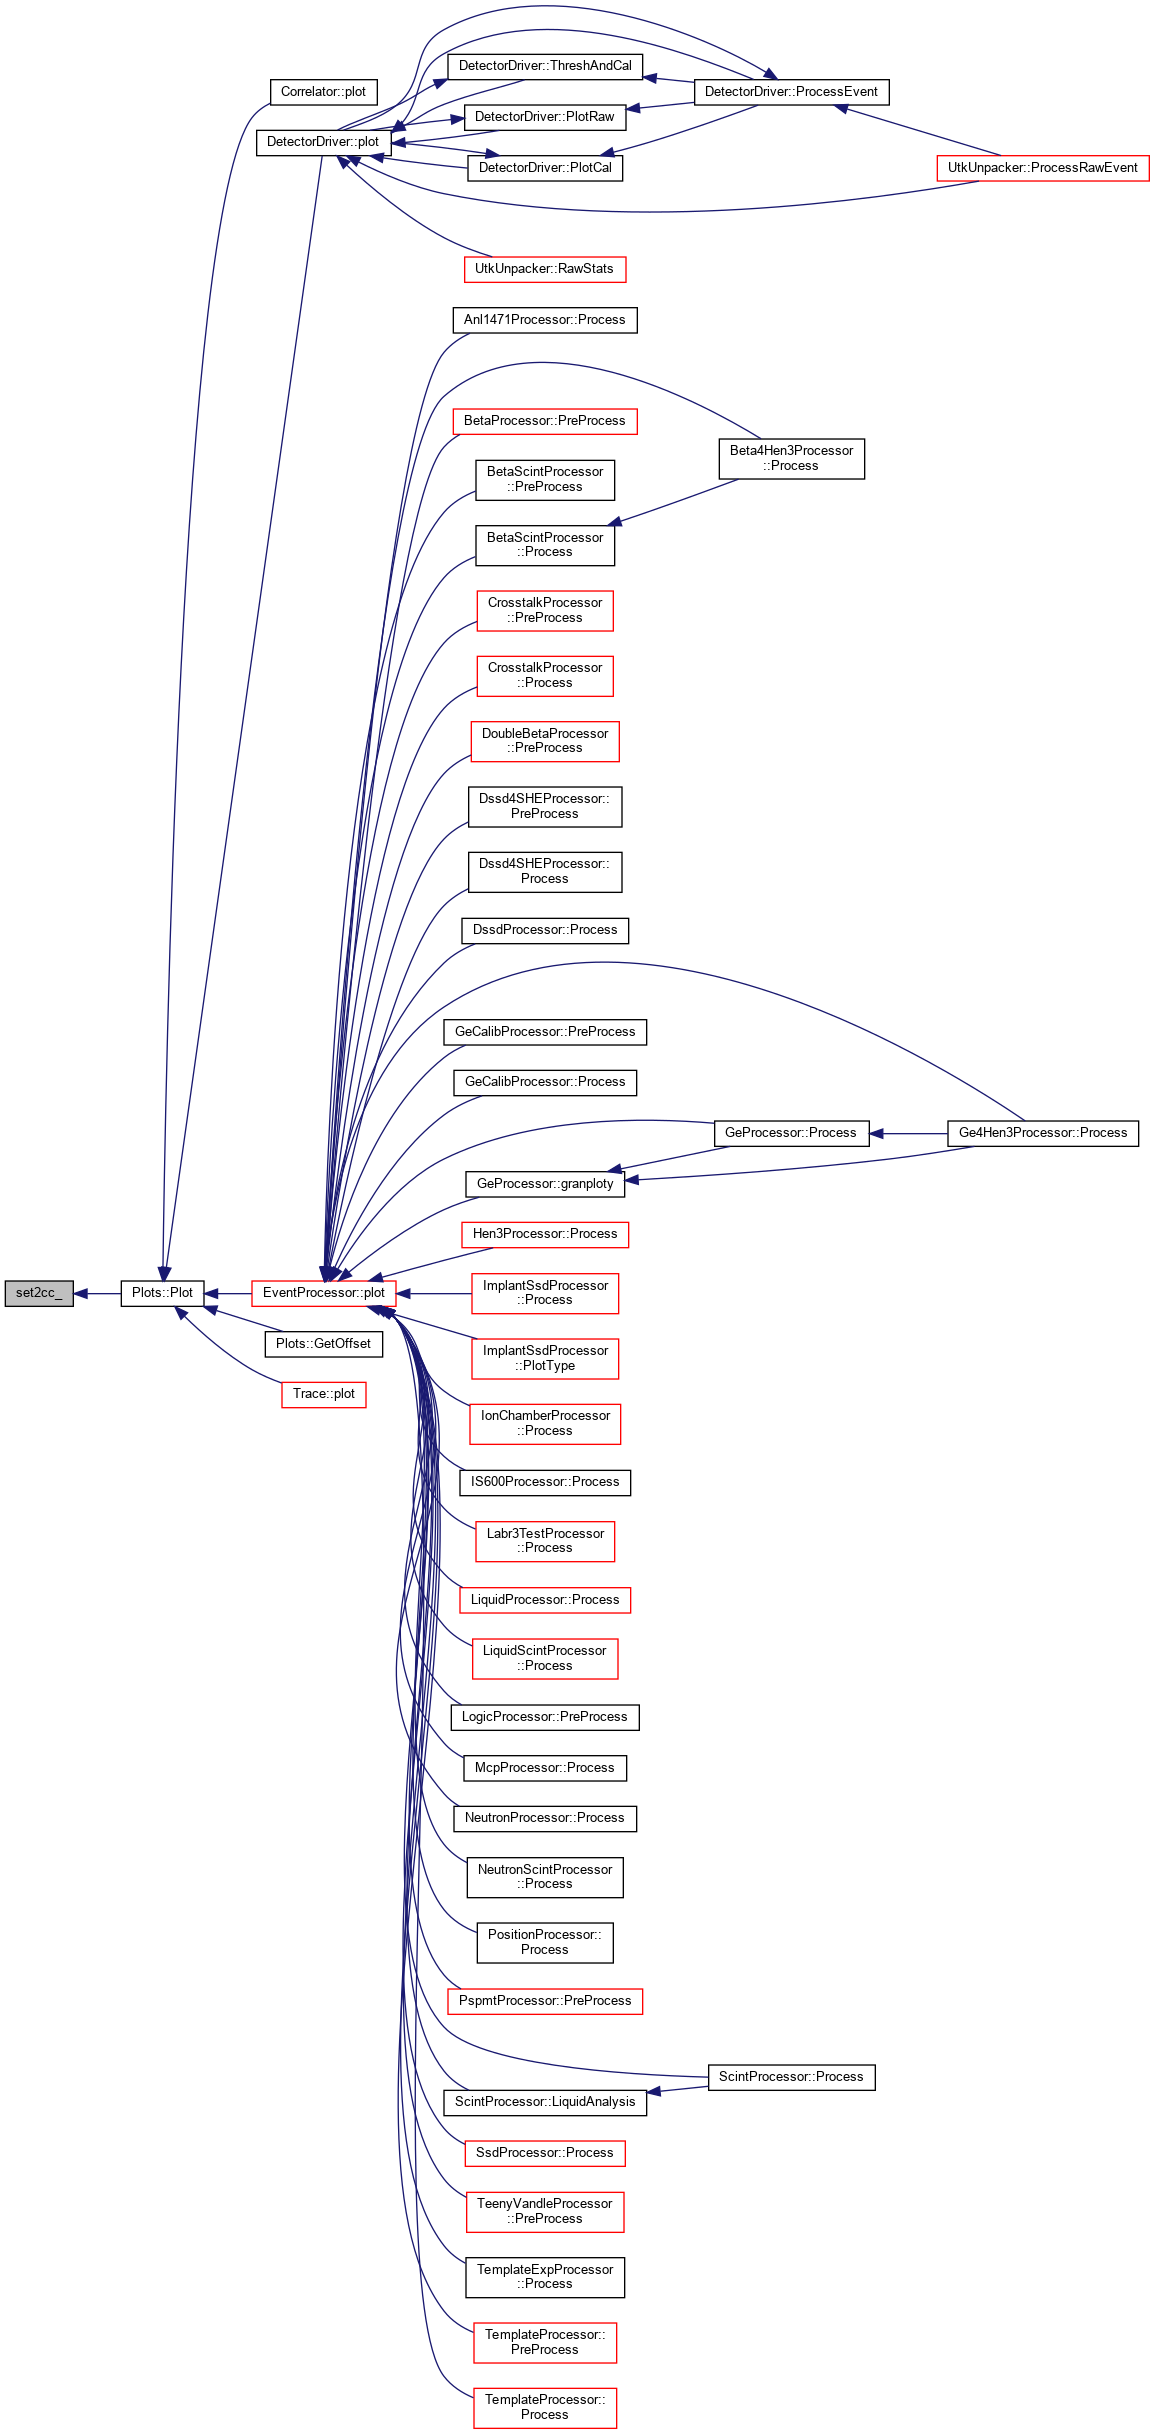 DetectorDriver::ThreshAndCal
Correlator::plot
DetectorDriver::ProcessEvent
DetectorDriver::PlotRaw
DetectorDriver::plot
DetectorDriver::PlotCal
UtkUnpacker::ProcessRawEvent
UtkUnpacker::RawStats
Anl1471Processor::Process
BetaProcessor::PreProcess
Beta4Hen3Processor
::Process
BetaScintProcessor
::PreProcess
BetaScintProcessor
::Process
CrosstalkProcessor
::PreProcess
CrosstalkProcessor
::Process
DoubleBetaProcessor
::PreProcess
Dssd4SHEProcessor::
PreProcess
Dssd4SHEProcessor::
Process
DssdProcessor::Process
GeCalibProcessor::PreProcess
GeCalibProcessor::Process
GeProcessor::Process
Ge4Hen3Processor::Process
GeProcessor::granploty
Hen3Processor::Process
set2cc_
Plots::Plot
EventProcessor::plot
ImplantSsdProcessor
::Process
Plots::GetOffset
ImplantSsdProcessor
::PlotType
Trace::plot
IonChamberProcessor
::Process
IS600Processor::Process
Labr3TestProcessor
::Process
LiquidProcessor::Process
LiquidScintProcessor
::Process
LogicProcessor::PreProcess
McpProcessor::Process
NeutronProcessor::Process
NeutronScintProcessor
::Process
PositionProcessor::
Process
PspmtProcessor::PreProcess
ScintProcessor::Process
ScintProcessor::LiquidAnalysis
SsdProcessor::Process
TeenyVandleProcessor
::PreProcess
TemplateExpProcessor
::Process
TemplateProcessor::
PreProcess
TemplateProcessor::
Process